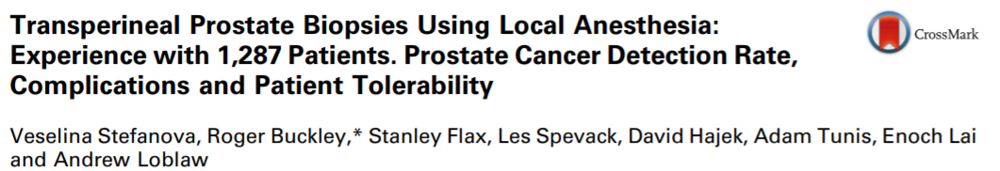 Transperineal Prostate Biopsies Using Local Anesthesia:
Experience with 1,287 Patients. Prostate Cancer Detection Rate,
Complications and Patient Tolerability
CrossMark
Veselina Stefanova, Roger Buckley,* Stanley Flax, Les Spevack, David Hajek, Adam Tunis, Enoch Lai
and Andrew Loblaw